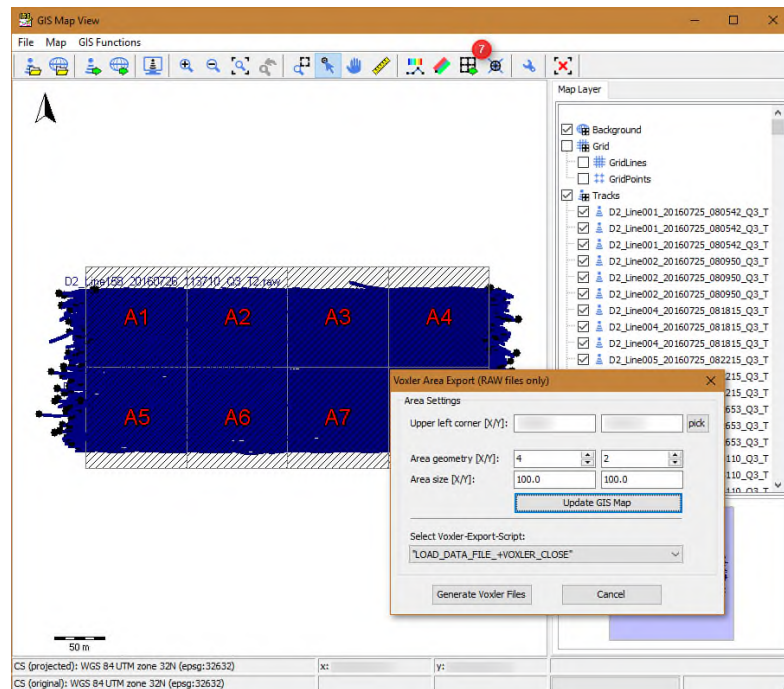 GIS Map View
File Map GIS Functions
7
Map Layer
Background
Grid
GridLines
GridPoints
Tracks
D2_Line001_20160725_080542_Q3_T
D2_Line001_20160725_080542_Q3_T
D2_Line001_20160725_080542_Q3_T
D2_Line002_20160725_080950_Q3_T
D2_Line002_20160725_080950_Q3_T
D2_Line002_20160725_080950_Q3_T
D2_Line004_20160725_081815_Q3_T
D2_Line004_20160725_081815_Q3_T
D2_Line004_20160725_081815_Q3_T
D2_Line005_20160725_082215_Q3_T
215_Q3_T
215_Q3_T
653_Q3_T
653_Q3_T
653_Q3_T
110_Q3_T
110_Q3_T
110_Q3_T
D2_Line158_20160726_113710_Q3_T2.raw
A1 A2 A3 A4
A5 A6 A7
Voxler Area Export (RAW files only)
Area Settings
Upper left corner [X/Y]: pick
Area geometry [X/Y]: 4 2
Area size [X/Y]: 100.0 100.0
Update GIS Map
Select Voxler-Export-Script:
"LOAD_DATA_FILE_+VOXLER_CLOSE"
Generate Voxler Files Cancel
50 m
CS (projected): WGS 84 UTM zone 32N (epsg:32632) x: y:
CS (original): WGS 84 UTM zone 32N (epsg:32632)